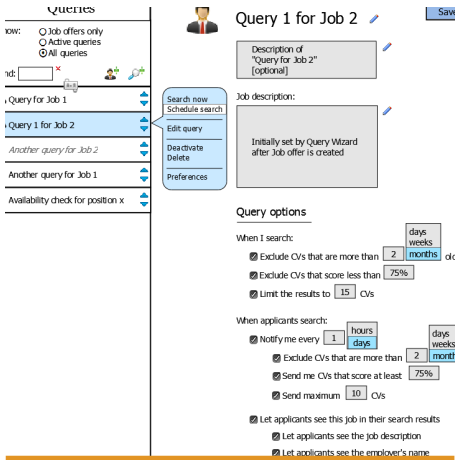 Queries
Job offers only
Active queries
All queries
Query for Job 1
Query 1 for Job 2
Another query for Job 2
Another query for Job 1
Availability check for position x
Search now
Schedule search
Edit query
Deactivate
Delete
Preferences
Query 1 for Job 2
Save
Description of
"Query for Job 2"
[optional]
Job description:
Initially set by Query Wizard
after Job offer is created
Query options
When I search:
days
weeks
Exclude CVs that are more than 2 months old
Exclude CVs that score less than 75%
Limit the results to 15 CVs
When applicants search:
hours
Notify me every 1 days
days
weeks
Exclude CVs that are more than 2 month
Send me CVs that score at least 75%
Send maximum 10 CVs
Let applicants see this job in their search results
Let applicants see the job description
Let applicants see the employer's name